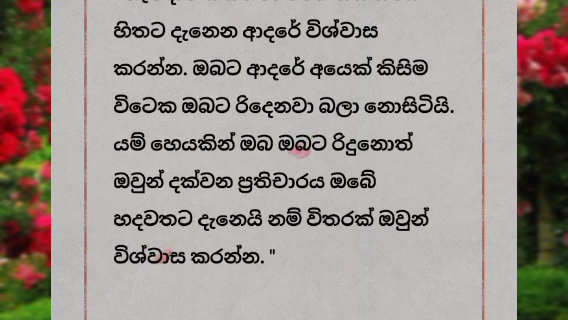 හිතට දැනෙන ආදරේ විශ්වාස
කරන්න. ඔබට ආදරේ අයෙක් කිසිම
විටෙක ඔබට රිදෙනවා බලා නොසිටියි.
යම් හෙයකින් ඔබ ඔබට රිදුනොත්
ඔවුන් දක්වන ප්‍රතිචාරය ඔබේ
හදවතට දැනෙයි නම් විතරක් ඔවුන්
විශ්වාස කරන්න. "